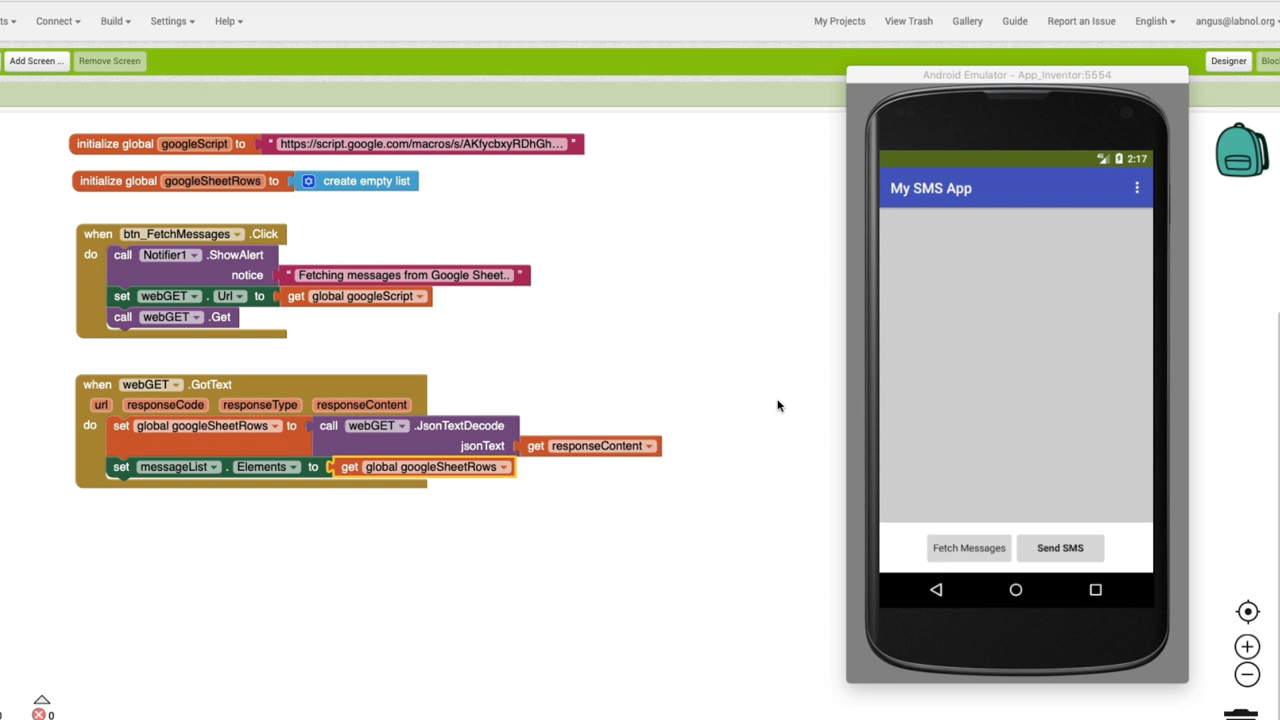 ts Connect Build Settings Help My Projects View Trash Gallery Guide Report an Issue English angus@labnol.org
Add Screen ... Remove Screen Designer Bloc
Android Emulator - App_Inventor:5554
2:17
My SMS App
initialize global googleScript to " https://script.google.com/macros/s/AKfycbxyRDhGh... "
initialize global googleSheetRows to create empty list
when btn_FetchMessages .Click
do call Notifier1 .ShowAlert
notice " Fetching messages from Google Sheet.. "
set webGET . Url to get global googleScript
call webGET .Get
when webGET .GotText
url responseCode responseType responseContent
do set global googleSheetRows to call webGET .JsonTextDecode
jsonText get responseContent
set messageList . Elements to get global googleSheetRows
Fetch Messages Send SMS
0